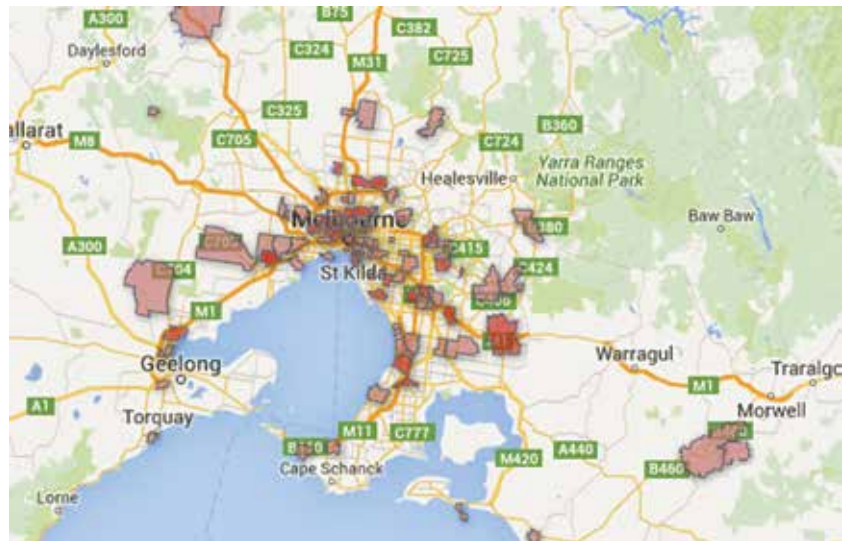 A300
B75
C382
Daylesford
C324
C725
M31
C325
allarat
M8
C705
C724
B360
Yarra Ranges
National Park
Healesville
Melbourne
Baw Baw
A300
C415
St Kilda
C424
M1
Geelong
Warragul
Traralgo
M1
A1
Morwell
Torquay
M11
C777
M420
A440
B460
Cape Schanck
Lorne